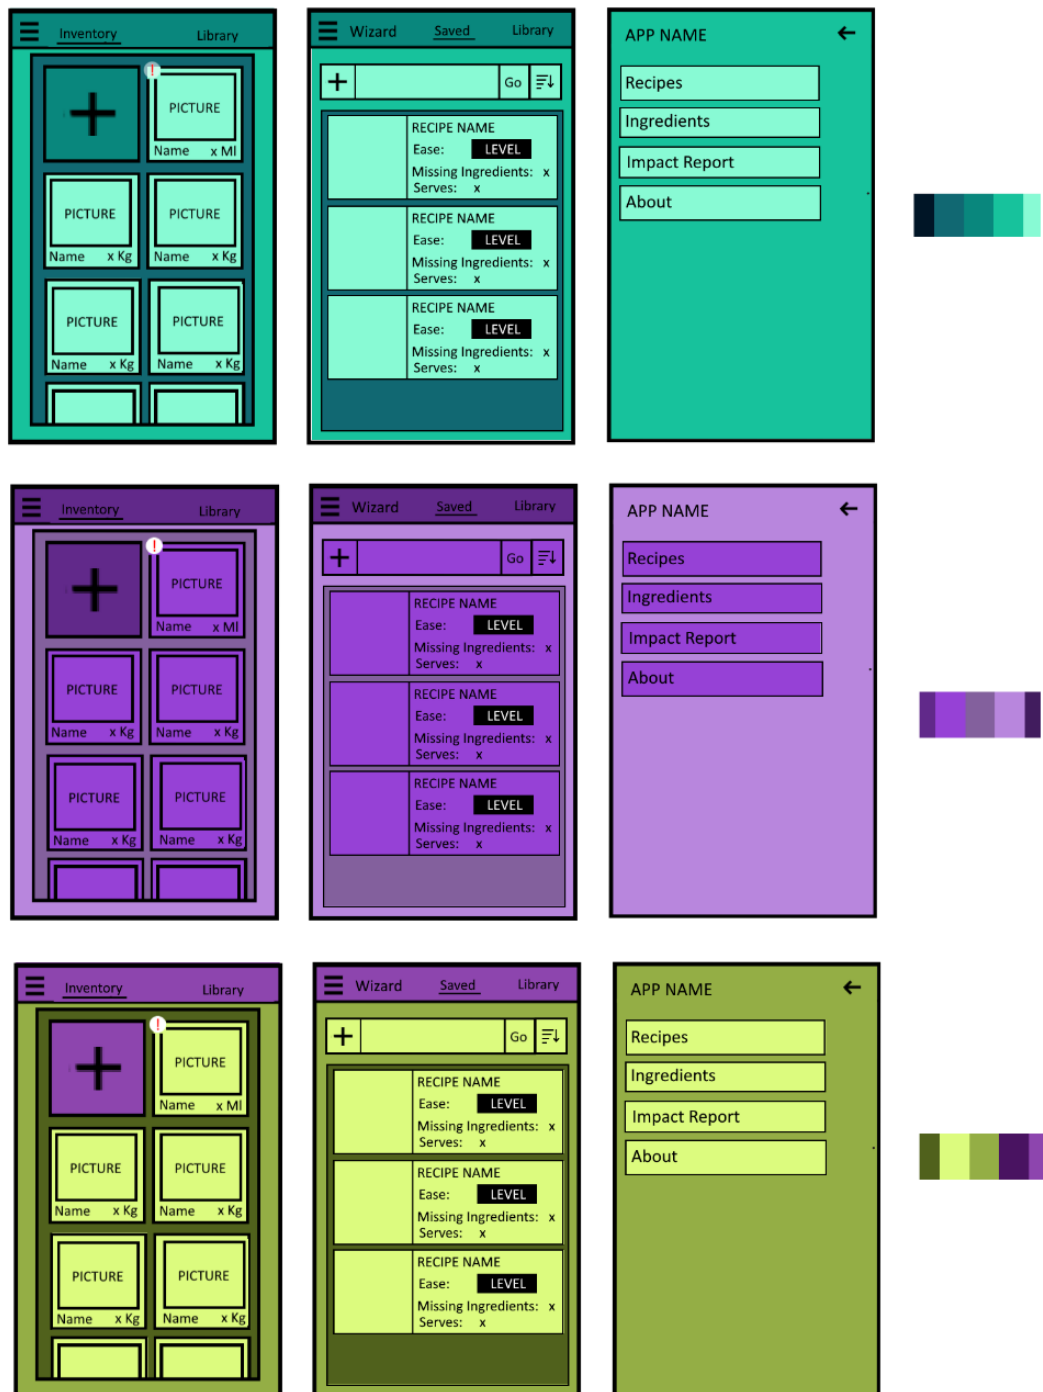 Inventory
Library
!
PICTURE
Name x Ml
PICTURE
Name x Kg
PICTURE
Name x Kg
PICTURE
Name x Kg
PICTURE
Name x Kg
Wizard
Saved
Library
Go
RECIPE NAME
Ease: LEVEL
Missing Ingredients: x
Serves: x
RECIPE NAME
Ease: LEVEL
Missing Ingredients: x
Serves: x
RECIPE NAME
Ease: LEVEL
Missing Ingredients: x
Serves: x
APP NAME
Recipes
Ingredients
Impact Report
About
Inventory
Library
!
PICTURE
Name x Ml
PICTURE
Name x Kg
PICTURE
Name x Kg
PICTURE
Name x Kg
PICTURE
Name x Kg
Wizard
Saved
Library
Go
RECIPE NAME
Ease: LEVEL
Missing Ingredients: x
Serves: x
RECIPE NAME
Ease: LEVEL
Missing Ingredients: x
Serves: x
RECIPE NAME
Ease: LEVEL
Missing Ingredients: x
Serves: x
APP NAME
Recipes
Ingredients
Impact Report
About
Inventory
Library
!
PICTURE
Name x Ml
PICTURE
Name x Kg
PICTURE
Name x Kg
PICTURE
Name x Kg
PICTURE
Name x Kg
Wizard
Saved
Library
Go
RECIPE NAME
Ease: LEVEL
Missing Ingredients: x
Serves: x
RECIPE NAME
Ease: LEVEL
Missing Ingredients: x
Serves: x
RECIPE NAME
Ease: LEVEL
Missing Ingredients: x
Serves: x
APP NAME
Recipes
Ingredients
Impact Report
About